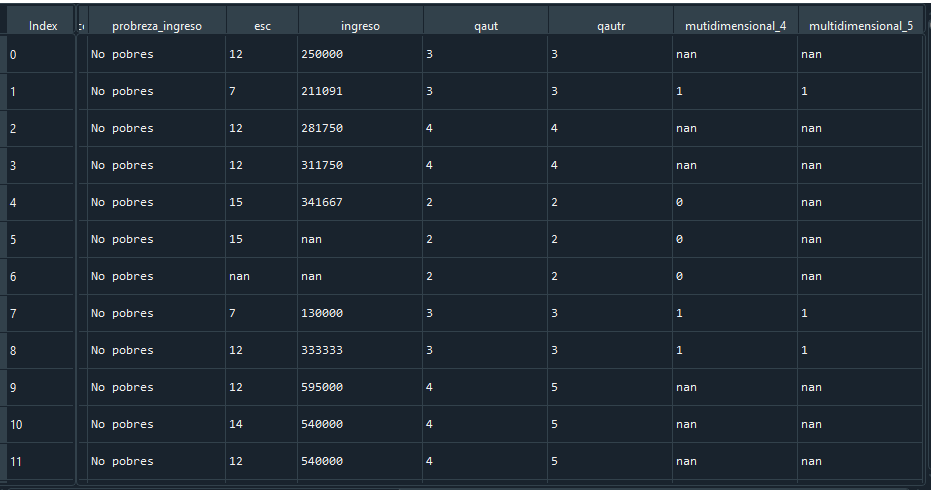 Index probreza_ingreso esc ingreso qaut qautr mutidimensional_4 multidimensional_5
0 No pobres 12 250000 3 3 nan nan
1 No pobres 7 211091 3 3 1 1
2 No pobres 12 281750 4 4 nan nan
3 No pobres 12 311750 4 4 nan nan
4 No pobres 15 341667 2 2 0 nan
5 No pobres 15 nan 2 2 0 nan
6 No pobres nan nan 2 2 0 nan
7 No pobres 7 130000 3 3 1 1
8 No pobres 12 333333 3 3 1 1
9 No pobres 12 595000 4 5 nan nan
10 No pobres 14 540000 4 5 nan nan
11 No pobres 12 540000 4 5 nan nan